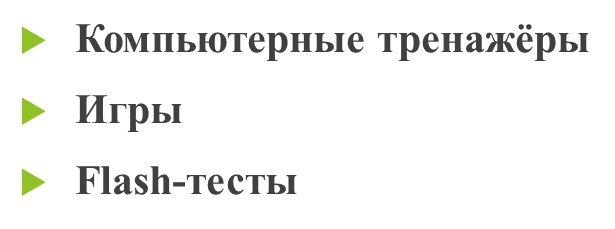 Компьютерные тренажёры
Игры
Flash-тесты